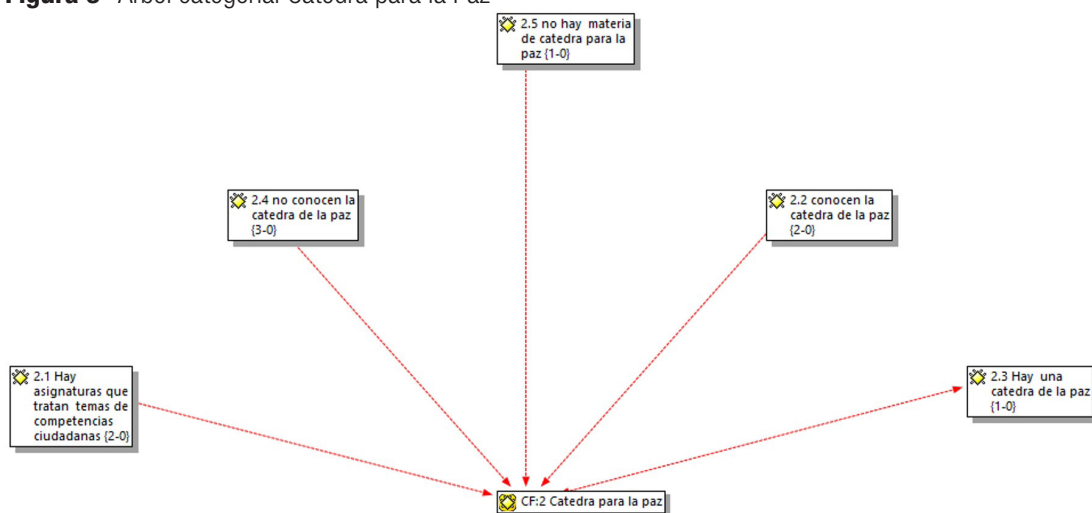 Figura Arbol categorial Catedra para la Paz
2.5 no hay materia
de catedra para la
paz {1-0}
2.4 no conocen la
catedra de la paz
{3-0}
2.2 conocen la
catedra de la paz
{2-0}
2.1 Hay
asignaturas que
tratan temas de
competencias
ciudadanas {2-0}
2.3 Hay una
catedra de la paz
{1-0}
CF:2 Catedra para la paz